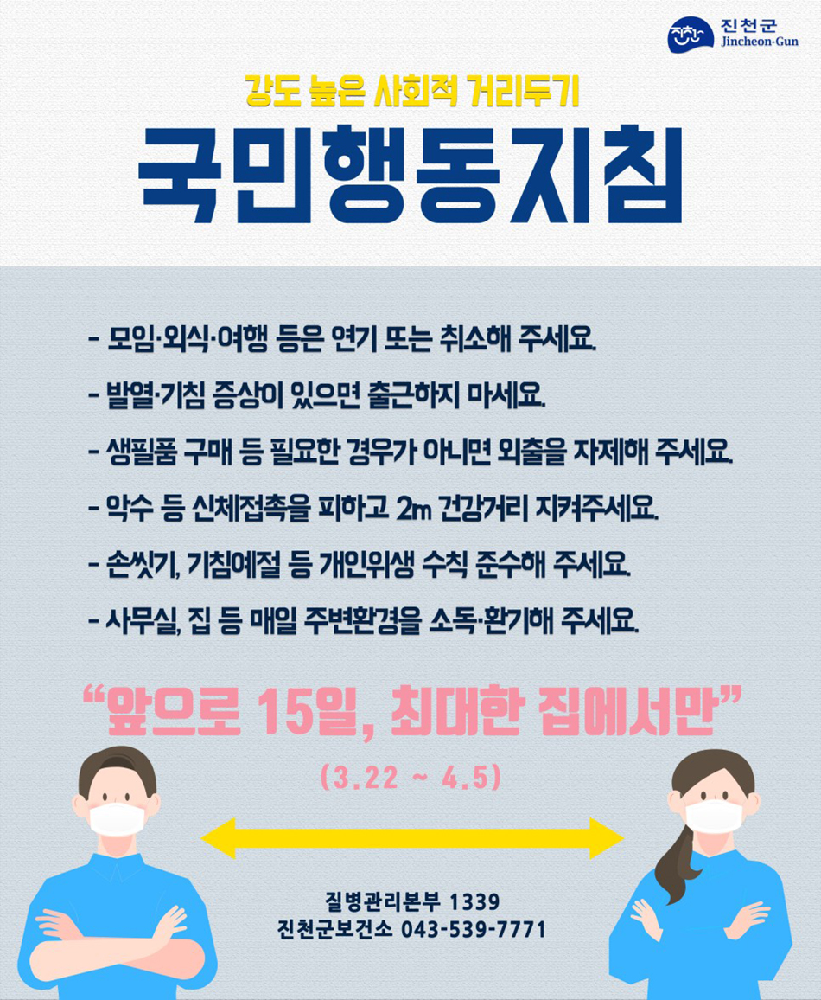 진천
진천군
Jincheon-Gun
강도 높은 사회적 거리두기
국민행동지침
- 모임·외식·여행 등은 연기 또는 취소해 주세요.
- 발열·기침 증상이 있으면 출근하지 마세요.
- 생필품 구매 등 필요한 경우가 아니면 외출을 자제해 주세요.
- 악수 등 신체접촉을 피하고 2m 건강거리 지켜주세요.
- 손씻기, 기침예절 등 개인위생 수칙 준수해 주세요.
- 사무실, 집 등 매일 주변환경을 소독·환기해 주세요.
“앞으로 15일, 최대한 집에서만”
(3.22 ~ 4.5)
질병관리본부 1339
진천군보건소 043-539-7771